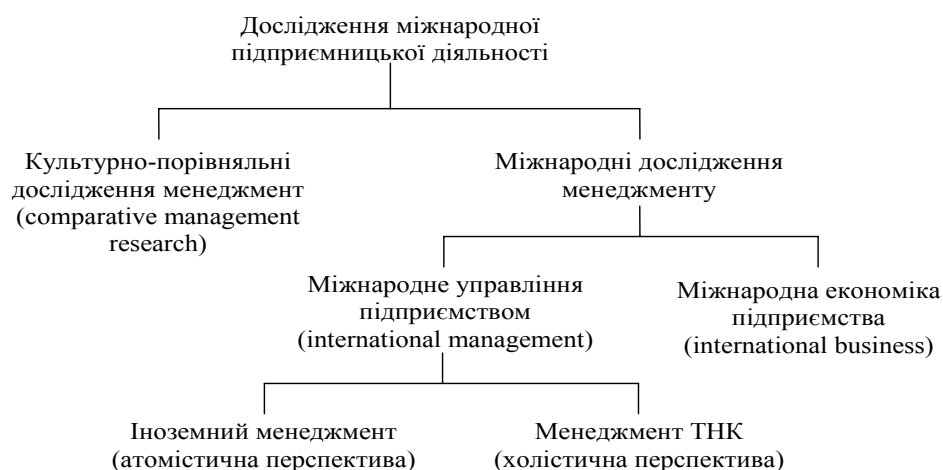 Дослідження міжнародної
підприємницької діяльності
Культурно-порівняльні
дослідження менеджмент
(comparative management
research)
Міжнародні дослідження
менеджменту
Міжнародне управління
підприємством
(international management)
Міжнародна економіка
підприємства
(international business)
Іноземний менеджмент
(атомістична перспектива)
Менеджмент ТНК
(холістична перспектива)